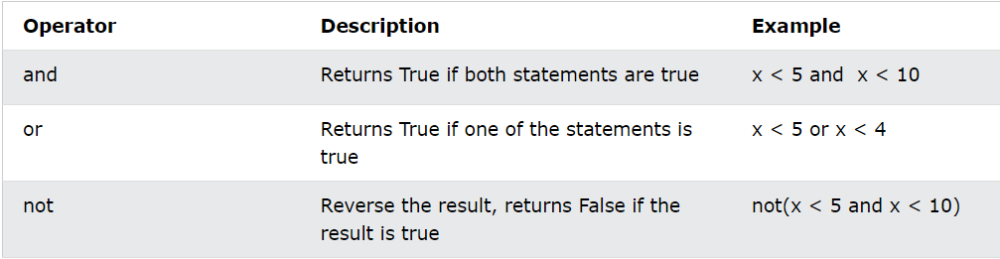 Operator Description Example
and Returns True if both statements are true x < 5 and  x < 10
or Returns True if one of the statements is x < 5 or x < 4
true
not Reverse the result, returns False if the not(x < 5 and x < 10)
result is true